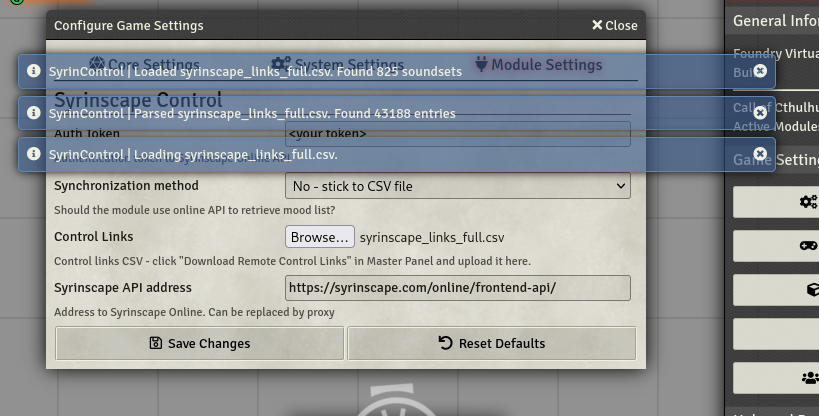 Configure Game Settings
Close
General Infor
Core Settings
System Settings
Module Settings
Foundry Virtua
SyrinControl | Loaded syrinscape_links_full.csv. Found 825 soundsets
Syrinscape Control
SyrinControl | Parsed syrinscape_links_full.csv. Found 43188 entries
Call of Cthulhu
Auth Token
<your token>
Active Modules
SyrinControl | Loading syrinscape_links_full.csv.
Game Setting
Synchronization method
No - stick to CSV file
Should the module use online API to retrieve mood list?
Control Links
Browse...
syrinscape_links_full.csv
Control links CSV - click "Download Remote Control Links" in Master Panel and upload it here.
Syrinscape API address
https://syrinscape.com/online/frontend-api/
Address to Syrinscape Online. Can be replaced by proxy
Save Changes
Reset Defaults